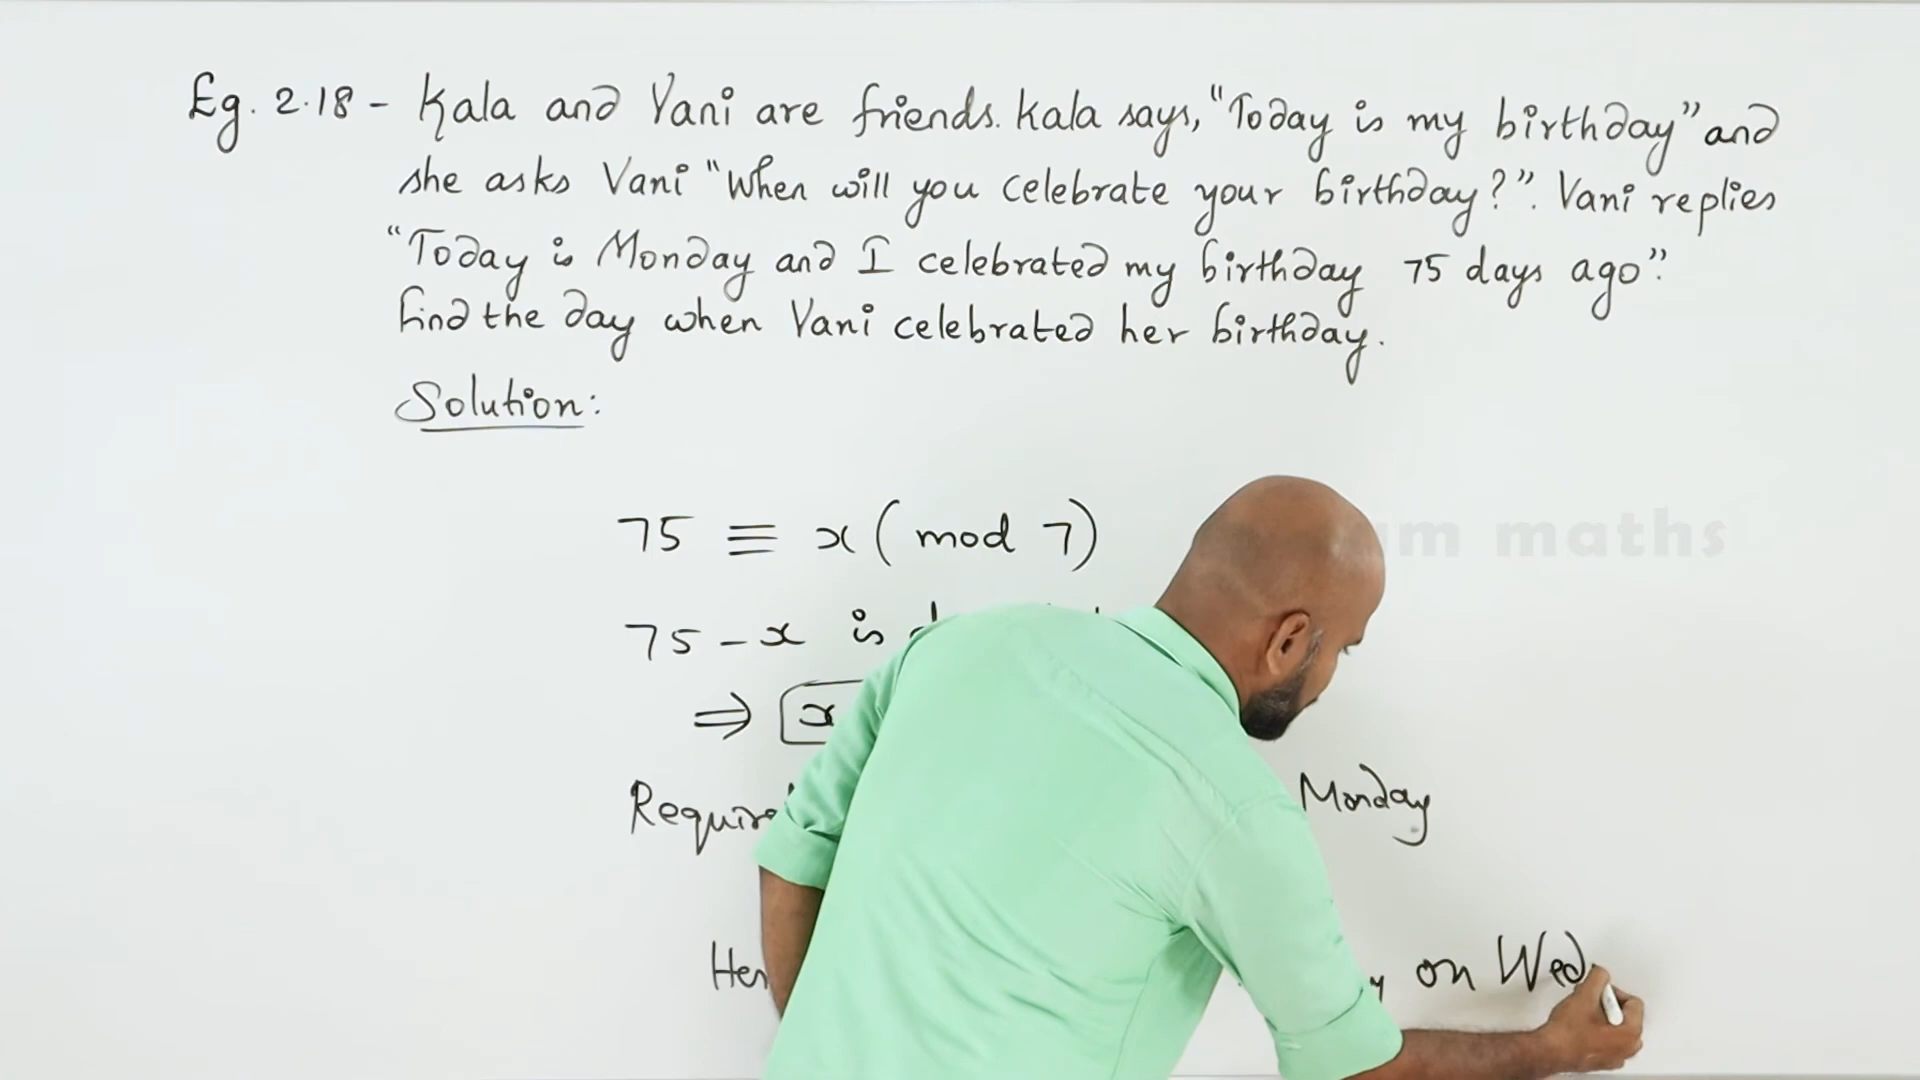 Eg. 2.18 - Kala and Vani are friends. Kala says, "Today is my birthday" and
she asks Vani "When will you celebrate your birthday?". Vani replies
"Today is Monday and I celebrated my birthday 75 days ago".
Find the day when Vani celebrated her birthday.
Solution:
75 ≡ x (mod 7)
75 - x is
⇒ x
Monday
on Wed
maths